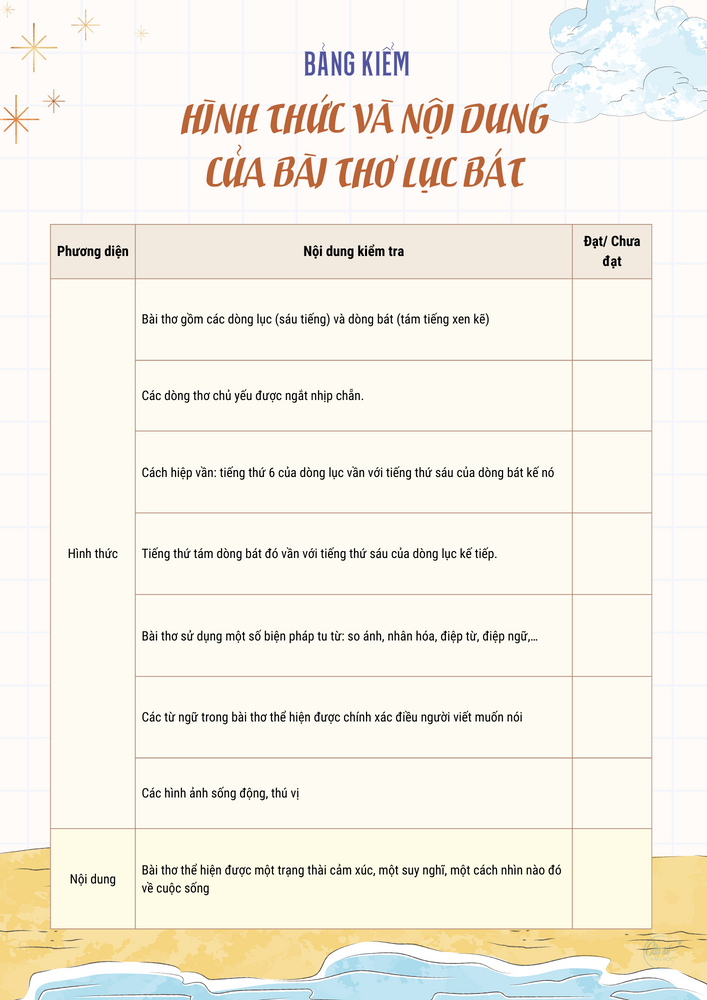 BẢNG KIỂM
HÌNH THỨC VÀ NỘI DUNG
CỦA BÀI THƠ LỤC BÁT
Phương diện
Nội dung kiểm tra
Đạt/ Chưa
đạt
Hình thức
Bài thơ gồm các dòng lục (sáu tiếng) và dòng bát (tám tiếng xen kẽ)
Các dòng thơ chủ yếu được ngắt nhịp chẵn.
Cách hiệp vần: tiếng thứ 6 của dòng lục vần với tiếng thứ sáu của dòng bát kế nó
Tiếng thứ tám dòng bát đó vần với tiếng thứ sáu của dòng lục kế tiếp.
Bài thơ sử dụng một số biện pháp tu từ: so ánh, nhân hóa, điệp từ, điệp ngữ,...
Các từ ngữ trong bài thơ thể hiện được chính xác điều người viết muốn nói
Các hình ảnh sống động, thú vị
Nội dung
Bài thơ thể hiện được một trạng thài cảm xúc, một suy nghĩ, một cách nhìn nào đó
về cuộc sống